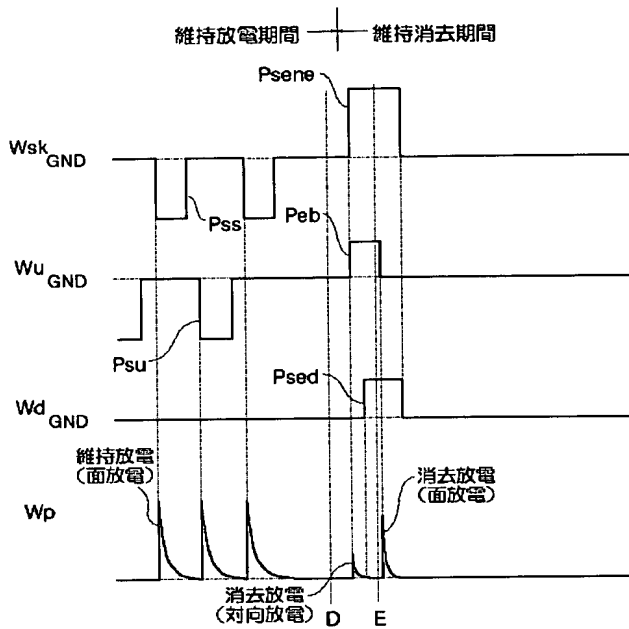 維持放電期間
維持消去期間
Psene
Wsk GND
Pss
Peb
Wu GND
Psu
Psed
Wd GND
維持放電
(面放電)
消去放電
(面放電)
Wp
消去放電
(対向放電)
D
E